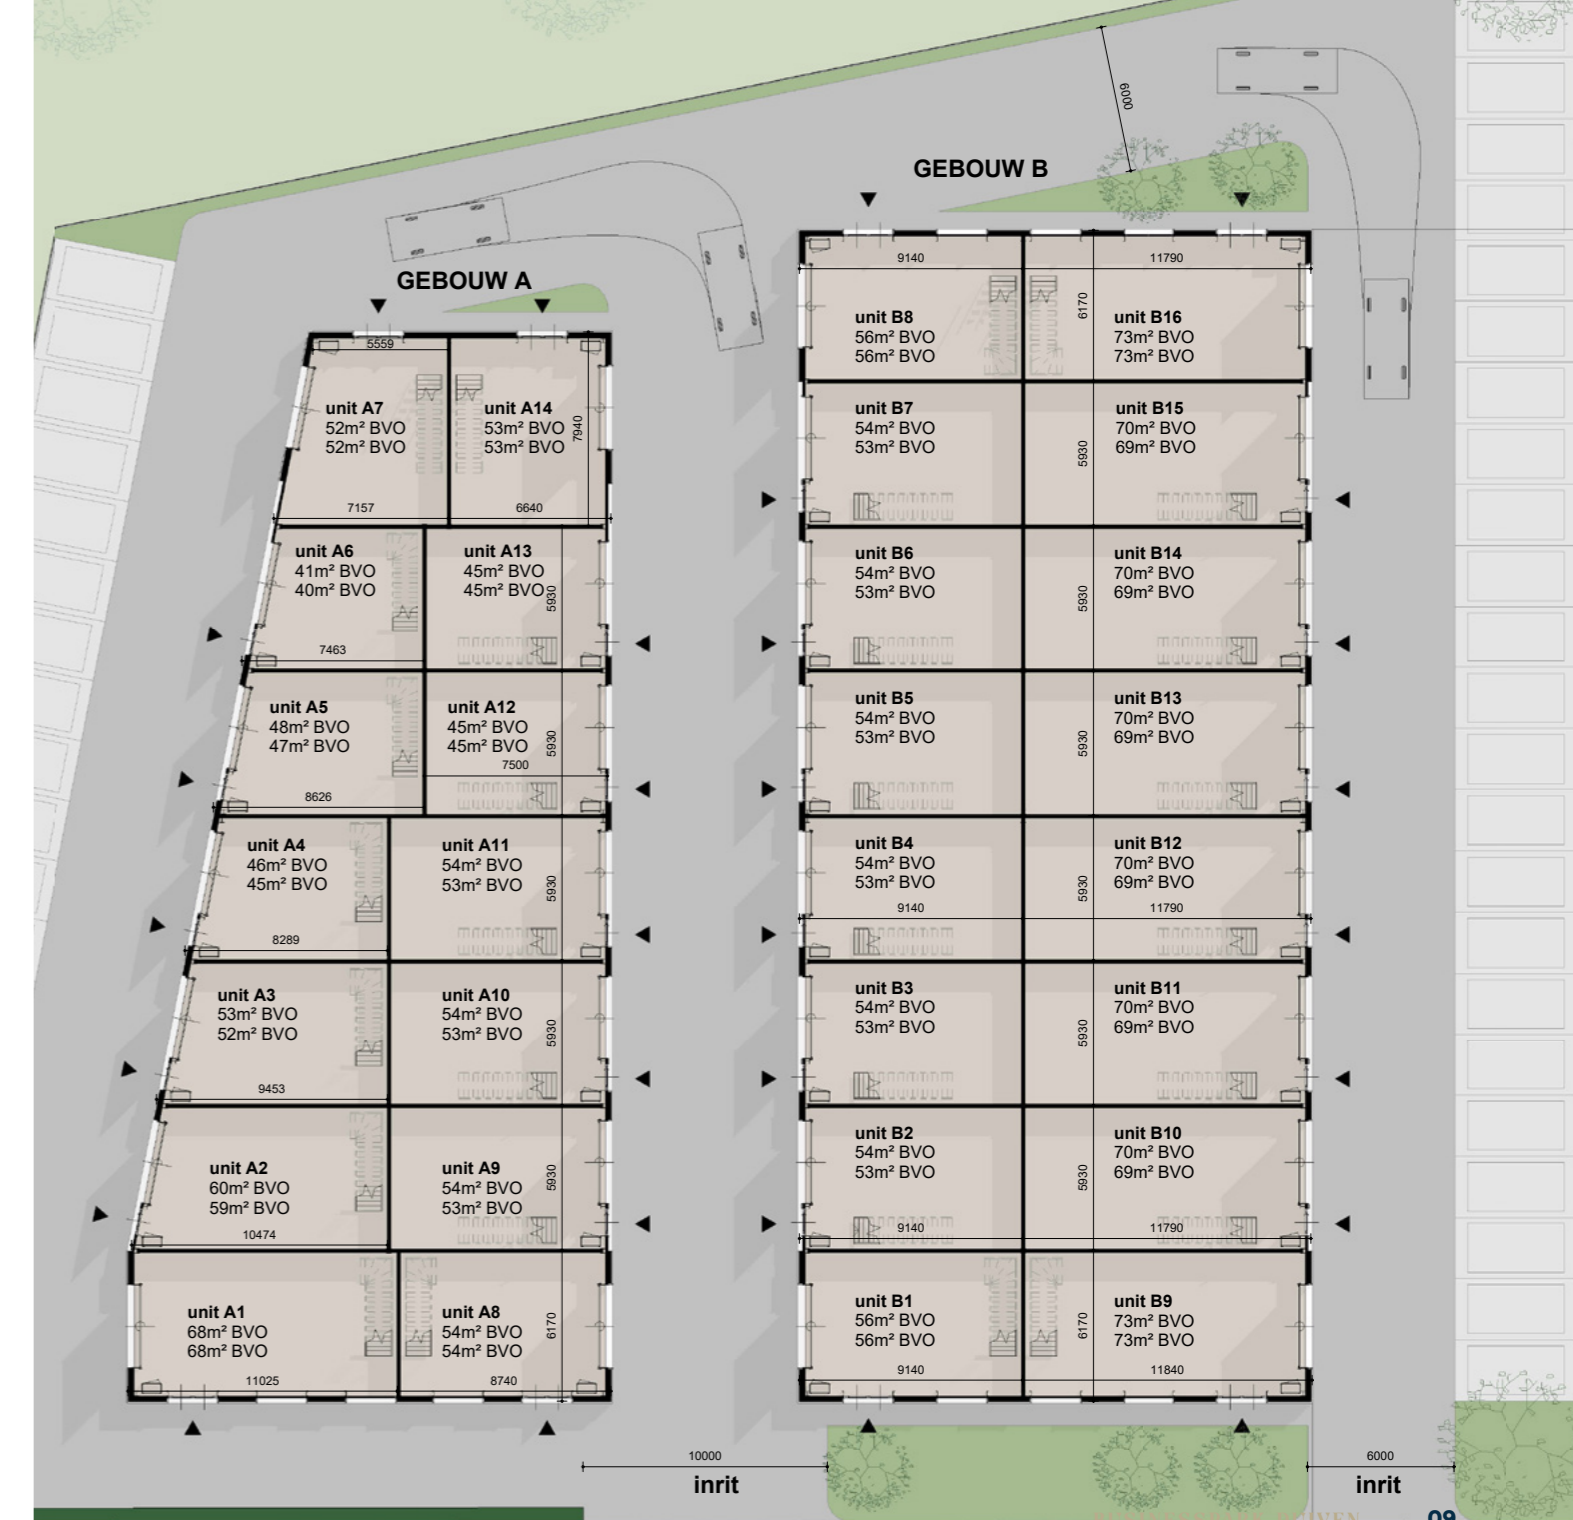 6000
GEBOUW B
GEBOUW A
5559
unit A7
52m² BVO
52m² BVO
7157
unit A14
53m² BVO
53m² BVO
7940
6640
unit A6
41m² BVO
40m² BVO
7463
unit A13
45m² BVO
45m² BVO
5930
unit A5
48m² BVO
47m² BVO
8626
unit A12
45m² BVO
45m² BVO
5930
7500
unit A4
46m² BVO
45m² BVO
8289
unit A11
54m² BVO
53m² BVO
5930
unit A3
53m² BVO
52m² BVO
9453
unit A10
54m² BVO
53m² BVO
5930
unit A2
60m² BVO
59m² BVO
10474
unit A9
54m² BVO
53m² BVO
5930
unit A1
68m² BVO
68m² BVO
11025
unit A8
54m² BVO
54m² BVO
6170
8740
9140
11790
unit B8
56m² BVO
56m² BVO
6170
unit B16
73m² BVO
73m² BVO
unit B7
54m² BVO
53m² BVO
5930
unit B15
70m² BVO
69m² BVO
unit B6
54m² BVO
53m² BVO
5930
unit B14
70m² BVO
69m² BVO
unit B5
54m² BVO
53m² BVO
5930
unit B13
70m² BVO
69m² BVO
unit B4
54m² BVO
53m² BVO
5930
unit B12
70m² BVO
69m² BVO
9140
11790
unit B3
54m² BVO
53m² BVO
5930
unit B11
70m² BVO
69m² BVO
unit B2
54m² BVO
53m² BVO
5930
unit B10
70m² BVO
69m² BVO
9140
11790
unit B1
56m² BVO
56m² BVO
6170
unit B9
73m² BVO
73m² BVO
9140
11840
10000
inrit
6000
inrit
09